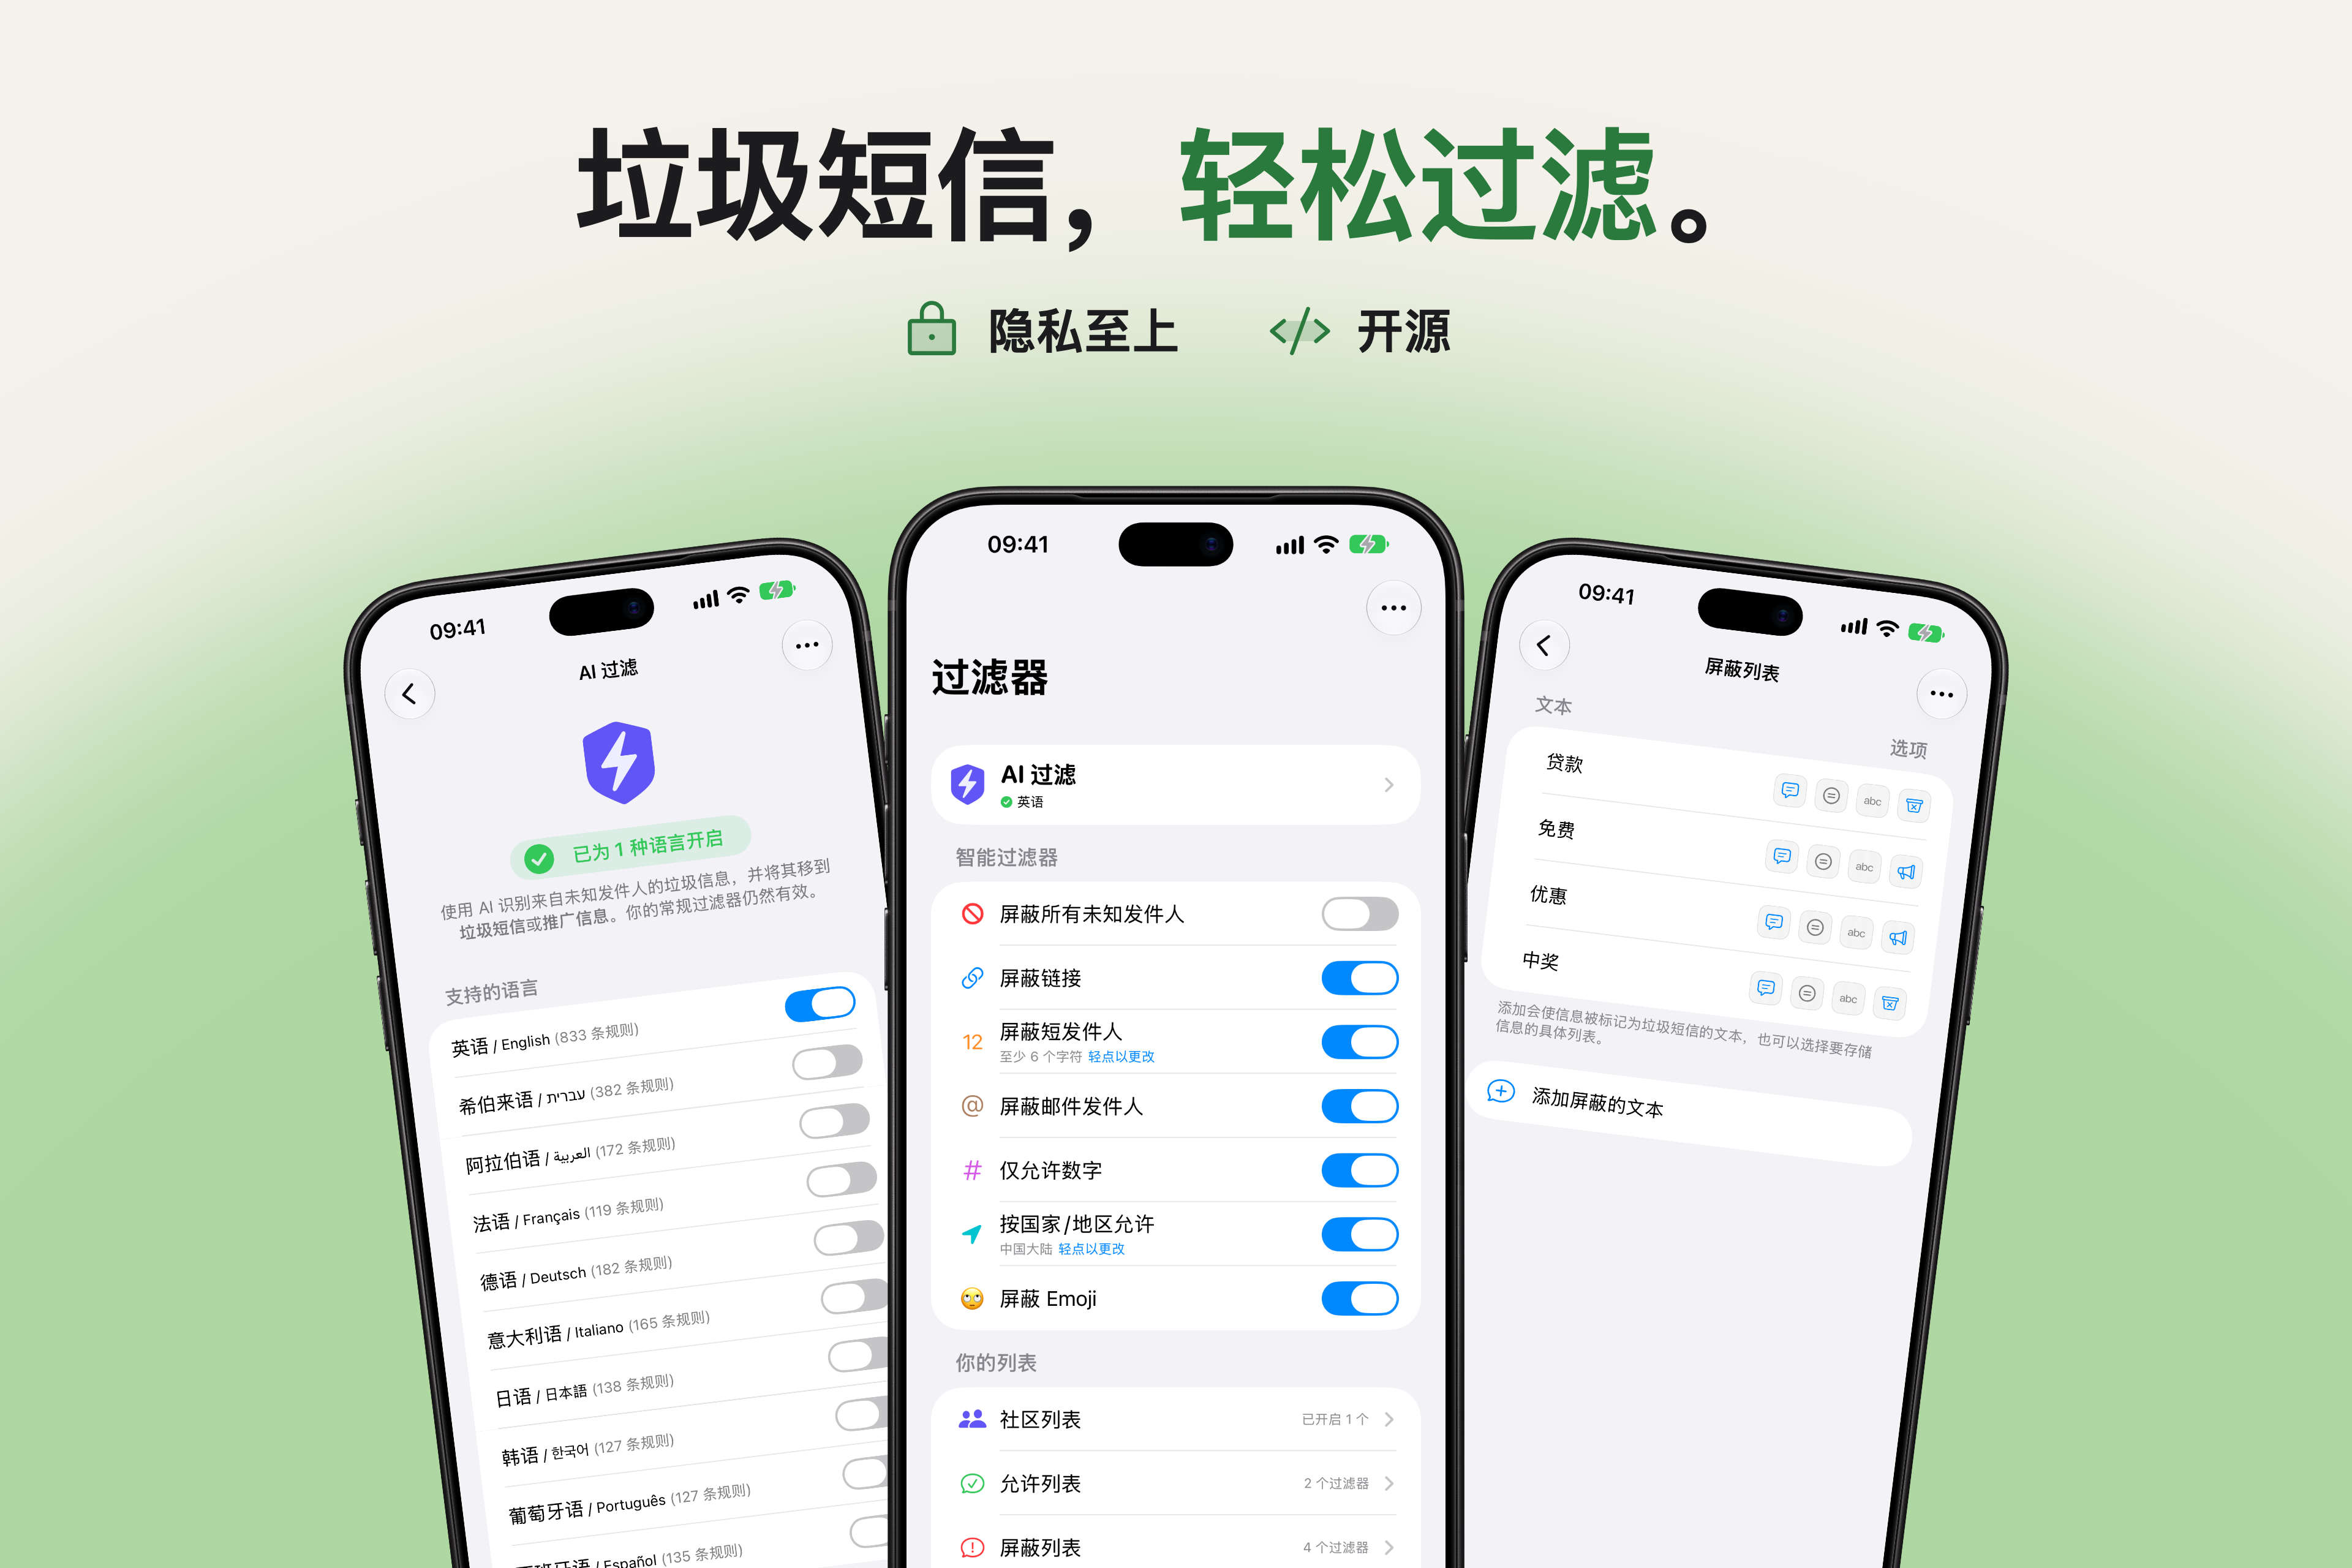 垃圾短信，轻松过滤。
隐私至上
开源
09:41
AI 过滤
已为 1 种语言开启
使用 AI 识别来自未知发件人的垃圾信息，并将其移到
垃圾短信或推广信息。你的常规过滤器仍然有效。
支持的语言
英语 / English (833 条规则)
希伯来语 / עברית (382 条规则)
阿拉伯语 / العربية (172 条规则)
法语 / Français (119 条规则)
德语 / Deutsch (182 条规则)
意大利语 / Italiano (165 条规则)
日语 / 日本語 (138 条规则)
韩语 / 한국어 (127 条规则)
葡萄牙语 / Português (127 条规则)
西班牙语 / Español (135 条规则)
09:41
过滤器
AI 过滤
英语
智能过滤器
屏蔽所有未知发件人
屏蔽链接
12 屏蔽短发件人
至少 6 个字符 轻点以更改
@ 屏蔽邮件发件人
# 仅允许数字
按国家/地区允许
中国大陆 轻点以更改
屏蔽 Emoji
你的列表
社区列表 已开启 1 个
允许列表 2 个过滤器
屏蔽列表 4 个过滤器
09:41
屏蔽列表
文本
选项
贷款 abc
免费 abc
优惠 abc
中奖 abc
添加会使信息被标记为垃圾短信的文本，也可以选择要存储
信息的具体列表。
添加屏蔽的文本